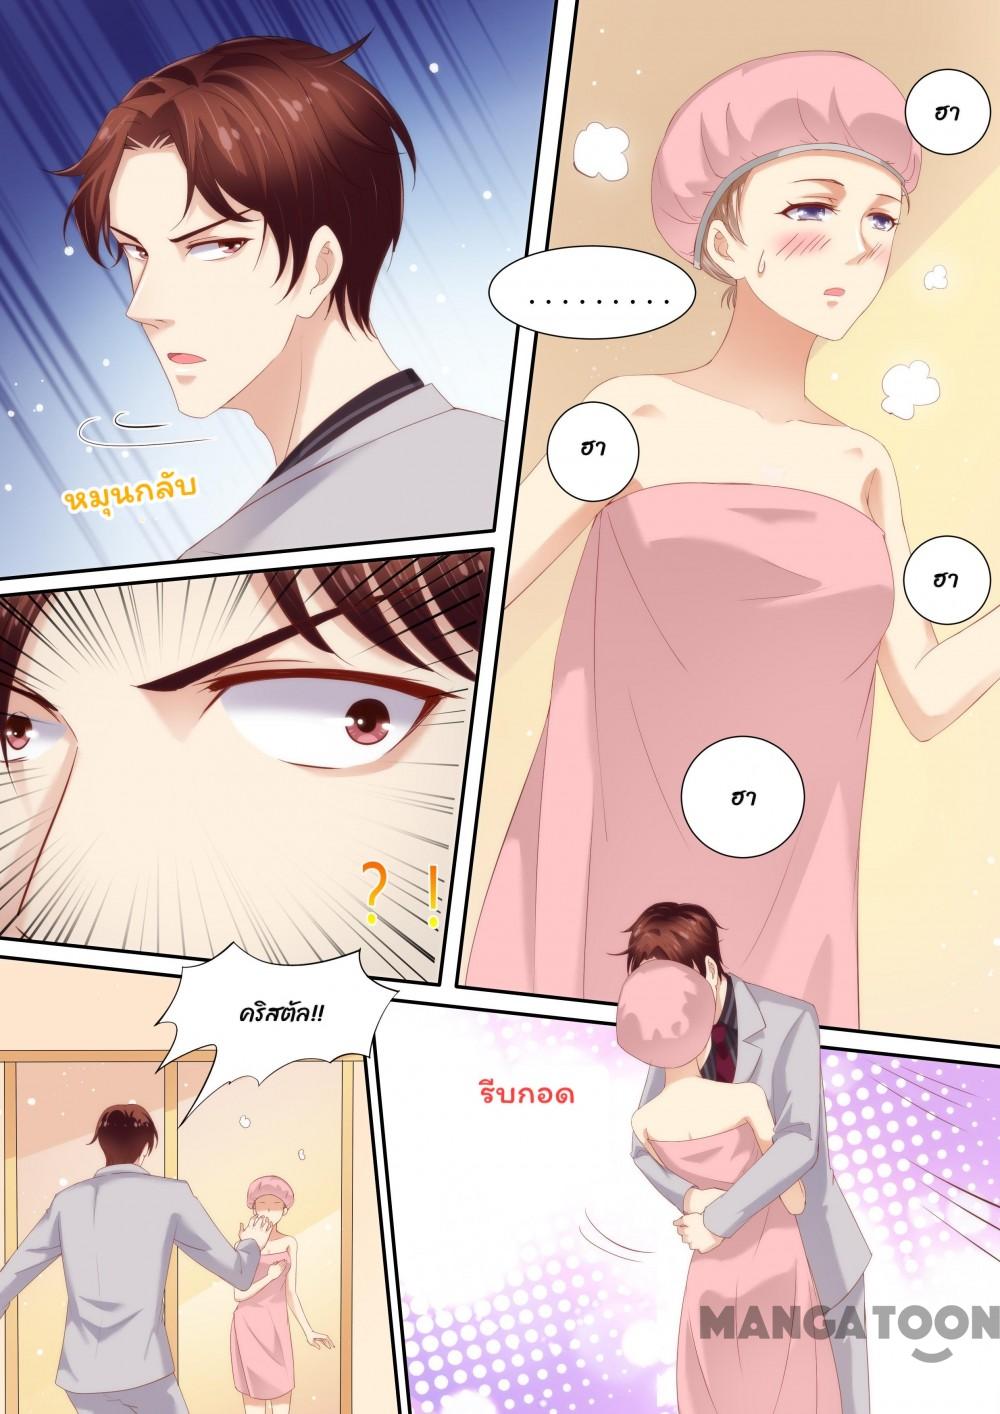 หมุนกลับ
.........
ฮา
ฮา
ฮา
ฮา
? !
คริสตัล!!
รีบกอด
MANGATOON